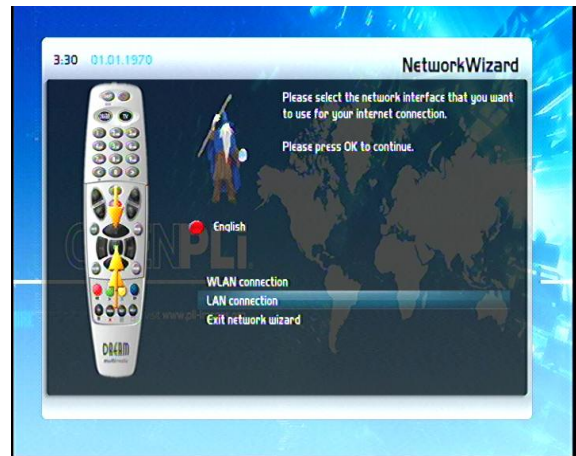 3:30 01.01.1970
NetworkWizard
Please select the network interface that you want
to use for your internet connection.
Please press OK to continue.
English
OPENPLi
WLAN connection
LAN connection
Exit network wizard
DREAM
multimedia